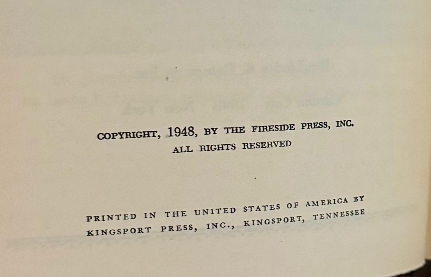 COPYRIGHT, 1948, BY THE FIRESIDE PRESS, INC.
ALL RIGHTS RESERVED
PRINTED IN THE UNITED STATES OF AMERICA BY
KINGSPORT PRESS, INC., KINGSPORT, TENNESSEE